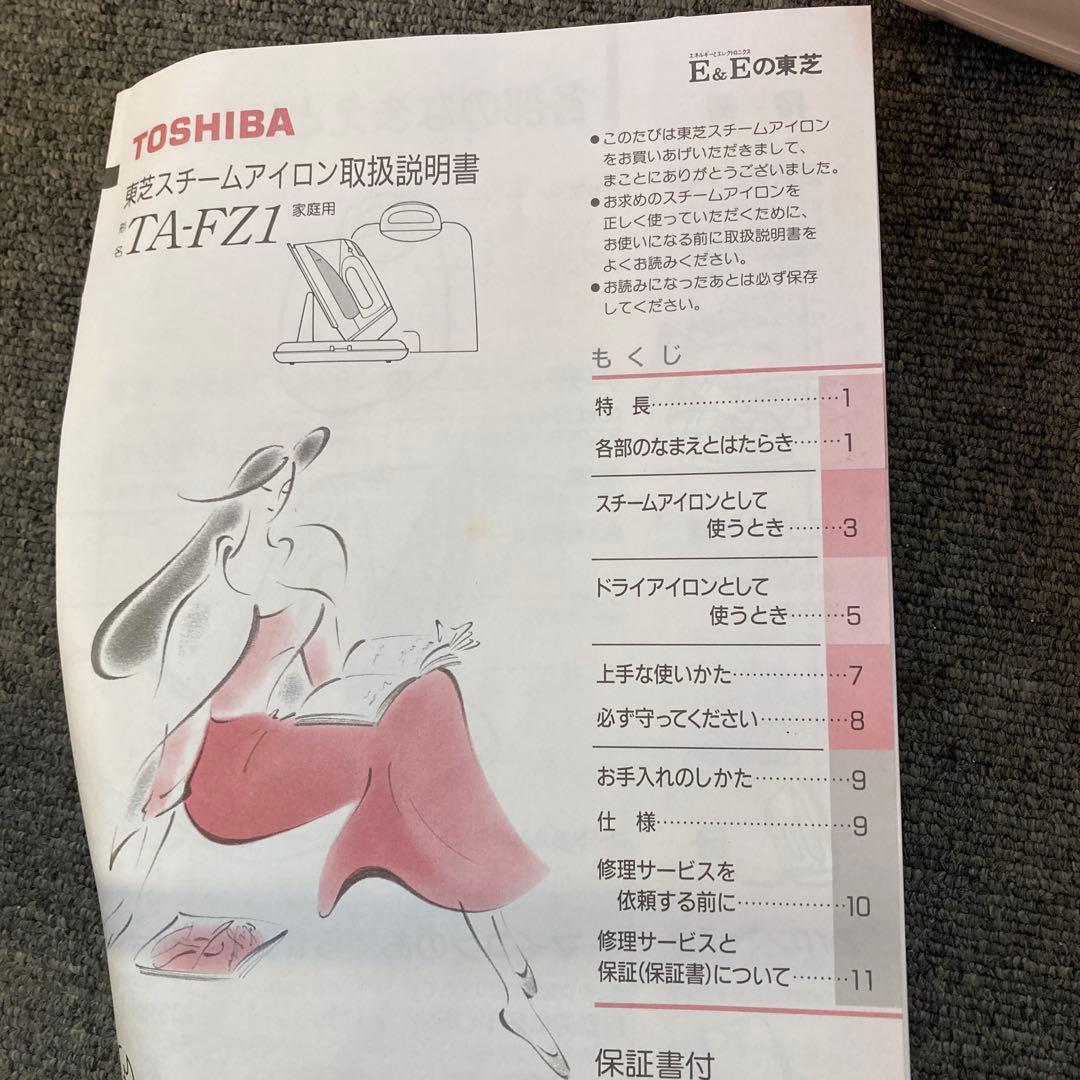 エネルギーとエレクトロニクス
E&Eの東芝
TOSHIBA
東芝スチームアイロン取扱説明書
形名 TA-FZ1 家庭用
●このたびは東芝スチームアイロン
をお買いあげいただきまして、
まことにありがとうございました。
●お求めのスチームアイロンを
正しく使っていただくために、
お使いになる前に取扱説明書を
よくお読みください。
●お読みになったあとは必ず保存
してください。
もくじ
特 長…………………………1
各部のなまえとはたらき……1
スチームアイロンとして
使うとき………3
ドライアイロンとして
使うとき………5
上手な使いかた………………7
必ず守ってください…………8
お手入れのしかた……………9
仕 様…………………………9
修理サービスを
依頼する前に………………10
修理サービスと
保証(保証書)について………11
保証書付